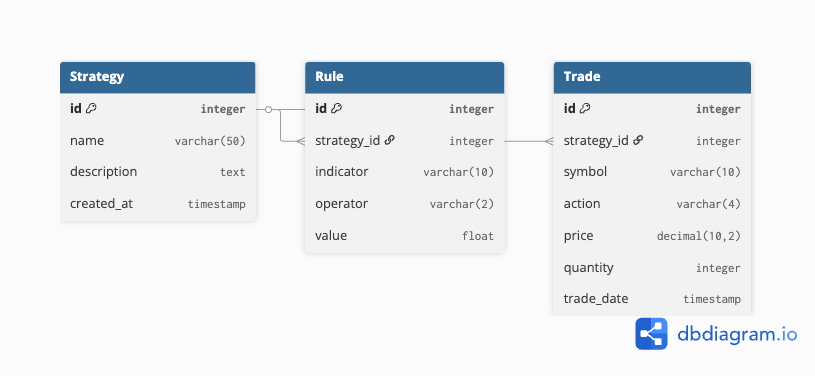 Strategy
id integer
name varchar(50)
description text
created_at timestamp
Rule
id integer
strategy_id integer
indicator varchar(10)
operator varchar(2)
value float
Trade
id integer
strategy_id integer
symbol varchar(10)
action varchar(4)
price decimal(10,2)
quantity integer
trade_date timestamp
dbdiagram.io